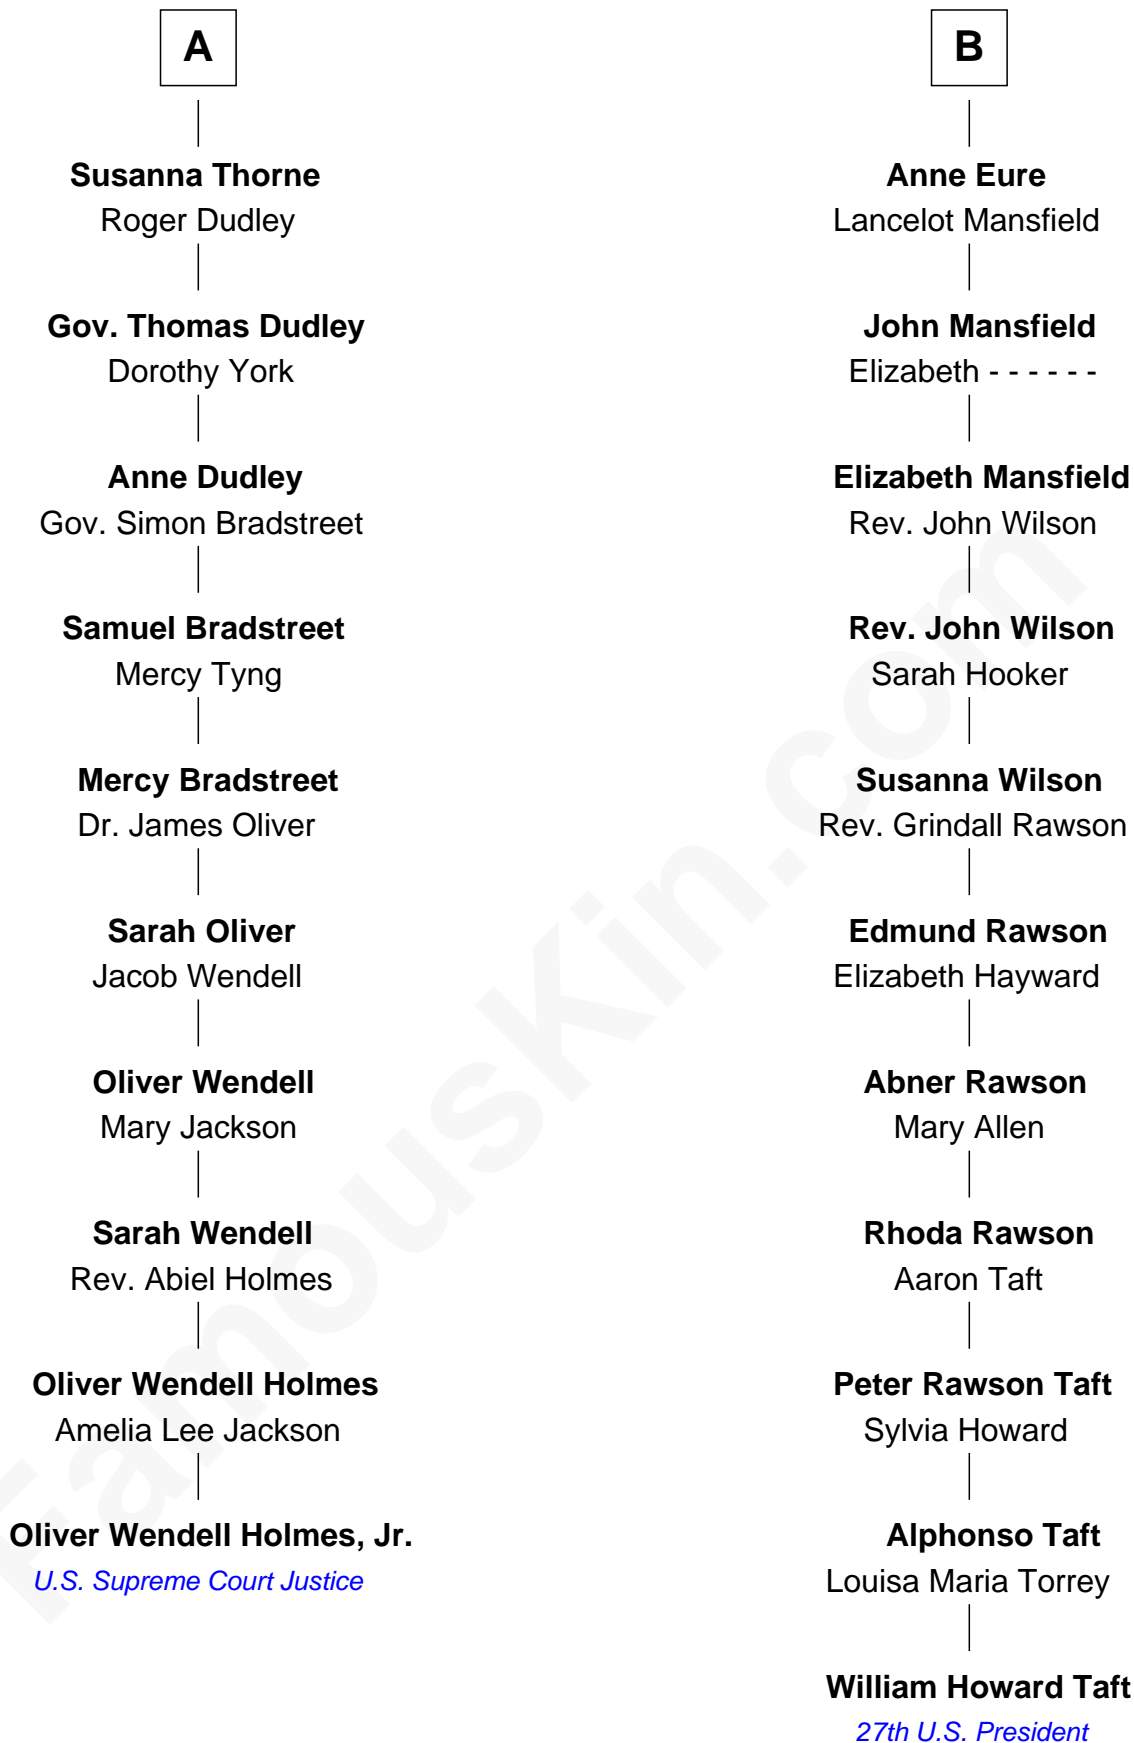 A
Susanna Thorne
Roger Dudley
Gov. Thomas Dudley
Dorothy York
Anne Dudley
Gov. Simon Bradstreet
Samuel Bradstreet
Mercy Tyng
Mercy Bradstreet
Dr. James Oliver
Sarah Oliver
Jacob Wendell
Oliver Wendell
Mary Jackson
Sarah Wendell
Rev. Abiel Holmes
Oliver Wendell Holmes
Amelia Lee Jackson
Oliver Wendell Holmes, Jr.
U.S. Supreme Court Justice
B
Anne Eure
Lancelot Mansfield
John Mansfield
Elizabeth - - - - - -
Elizabeth Mansfield
Rev. John Wilson
Rev. John Wilson
Sarah Hooker
Susanna Wilson
Rev. Grindall Rawson
Edmund Rawson
Elizabeth Hayward
Abner Rawson
Mary Allen
Rhoda Rawson
Aaron Taft
Peter Rawson Taft
Sylvia Howard
Alphonso Taft
Louisa Maria Torrey
William Howard Taft
27th U.S. President
FamousKin.com